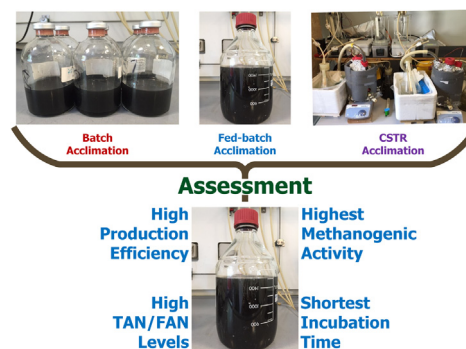 Batch
Acclimation
Fed-batch
Acclimation
CSTR
Acclimation
Assessment
High
Production
Efficiency
Highest
Methanogenic
Activity
High
TAN/FAN
Levels
Shortest
Incubation
Time